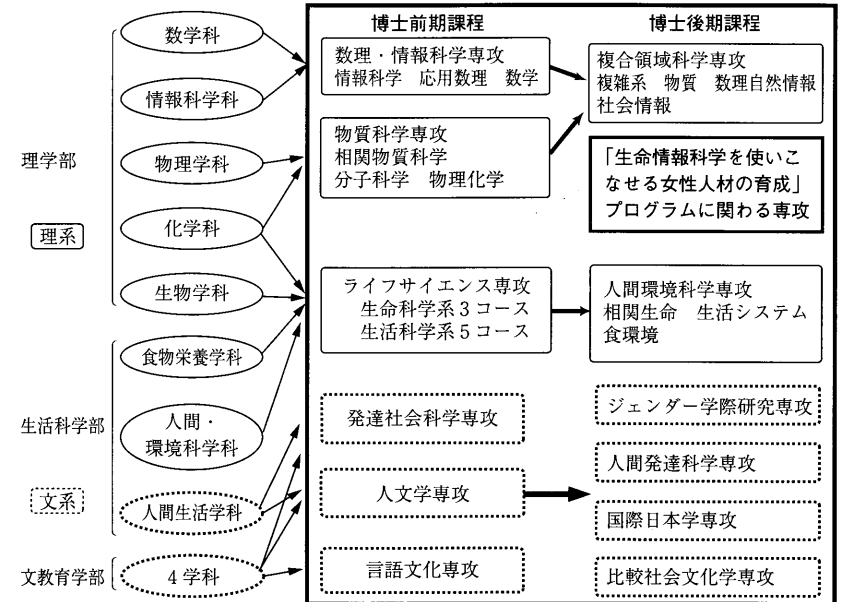 博士前期課程
博士後期課程
数学科
情報科学科
物理学科
化学科
生物学科
食物栄養学科
人間・
環境科学科
人間生活学科
4学科
理学部
理系
生活科学部
文系
文教育学部
数理・情報科学専攻
情報科学 応用数理 数学
物質科学専攻
相関物質科学
分子科学 物理化学
ライフサイエンス専攻
生命科学系3コース
生活科学系5コース
発達社会科学専攻
人文学専攻
言語文化専攻
複合領域科学専攻
複雑系 物質 数理自然情報
社会情報
「生命情報科学を使いこ
なせる女性人材の育成」
プログラムに関わる専攻
人間環境科学専攻
相関生命 生活システム
食環境
ジェンダー学際研究専攻
人間発達科学専攻
国際日本学専攻
比較社会文化学専攻